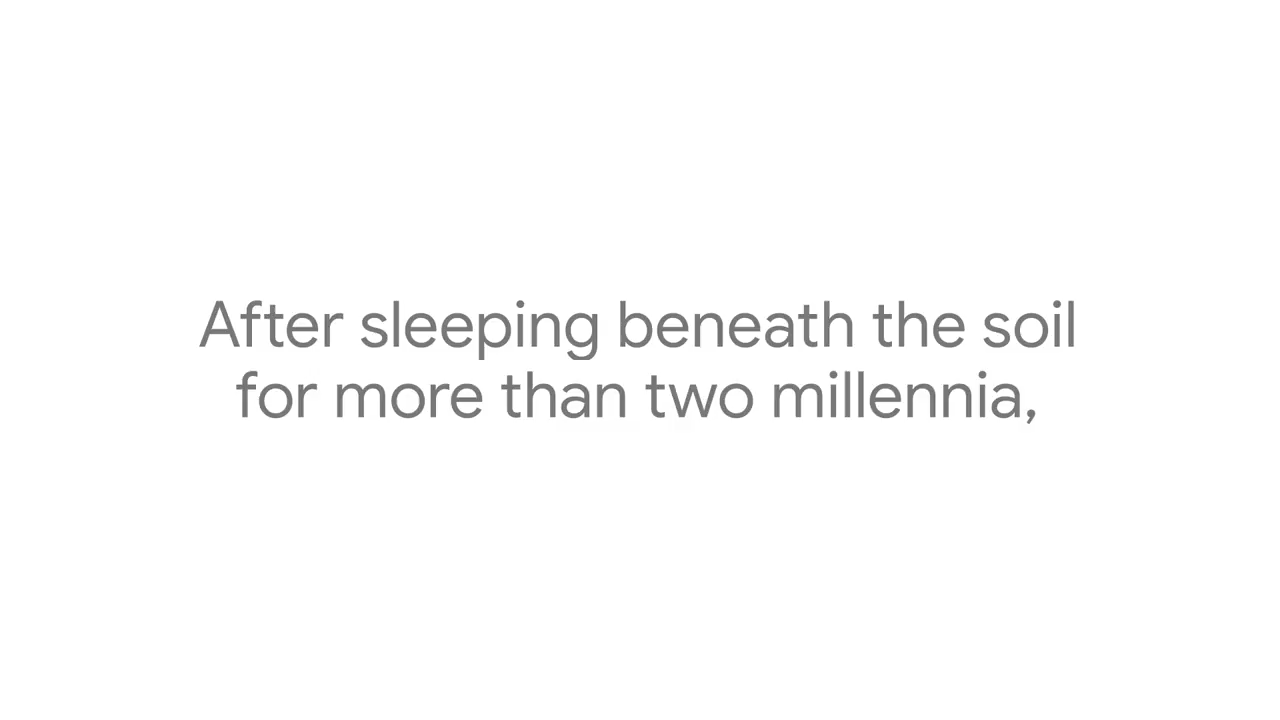 After sleeping beneath the soil
for more than two millennia,